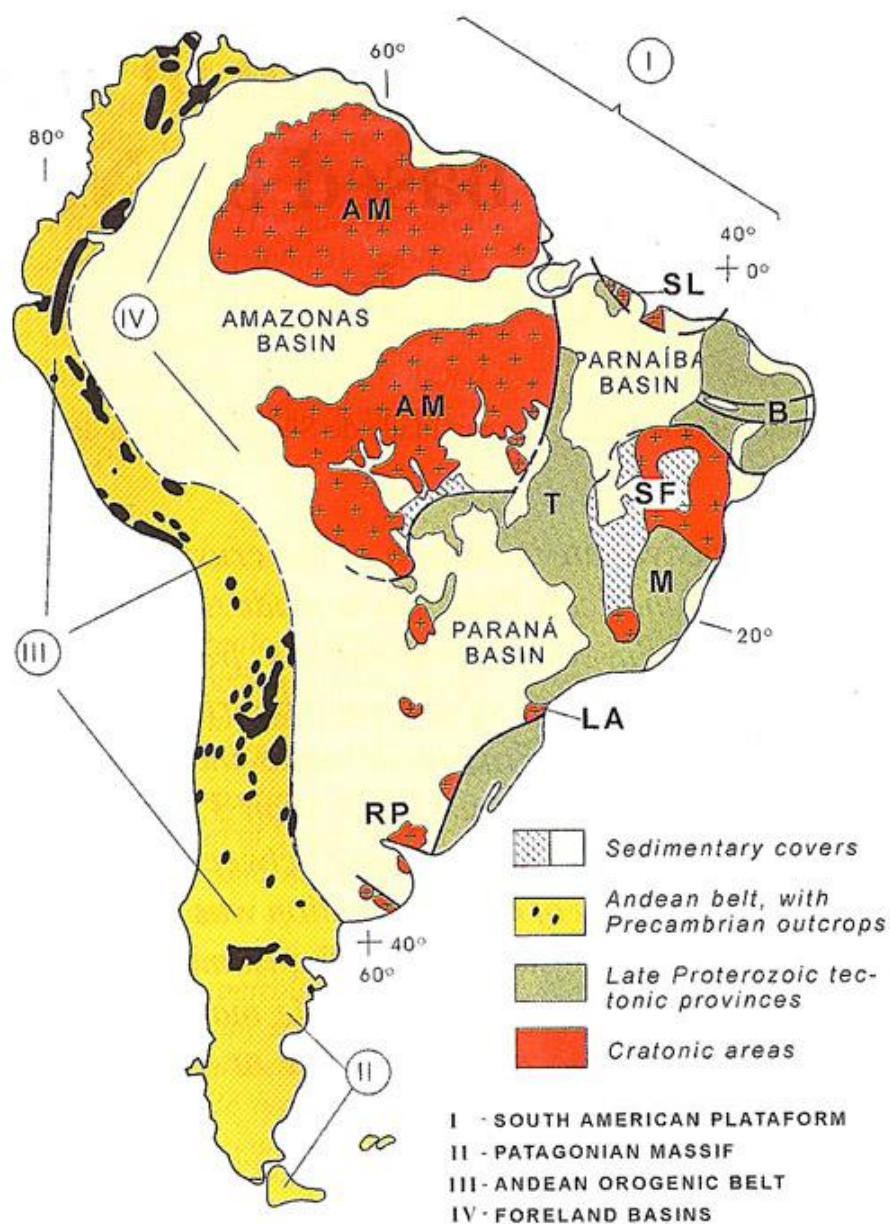 I
60°
80°
AM
40°
0°
SL
IV
AMAZONAS
BASIN
PARNAÍBA
BASIN
AM
B
SF
T
M
III
PARANÁ
BASIN
20°
LA
RP
Sedimentary covers
Andean belt, with
Precambrian outcrops
40°
60°
Late Proterozoic tec-
tonic provinces
Cratonic areas
II
I - SOUTH AMERICAN PLATAFORM
II - PATAGONIAN MASSIF
III - ANDEAN OROGENIC BELT
IV - FORELAND BASINS